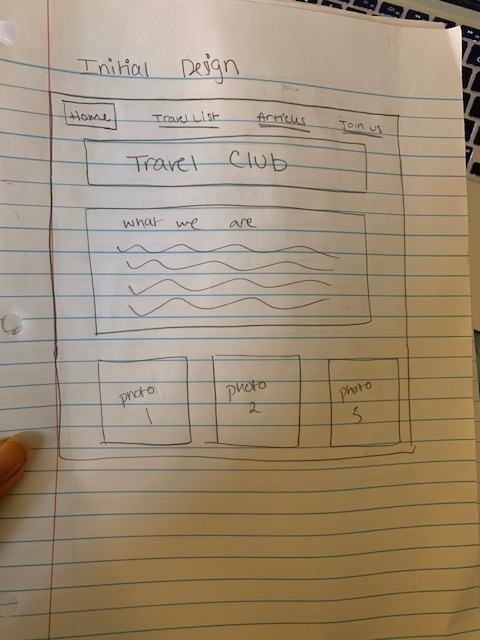 Initial Design
Join
Home Travel List Articles Join us
Travel Club
what we are
photo 1
photo 2
photo 3